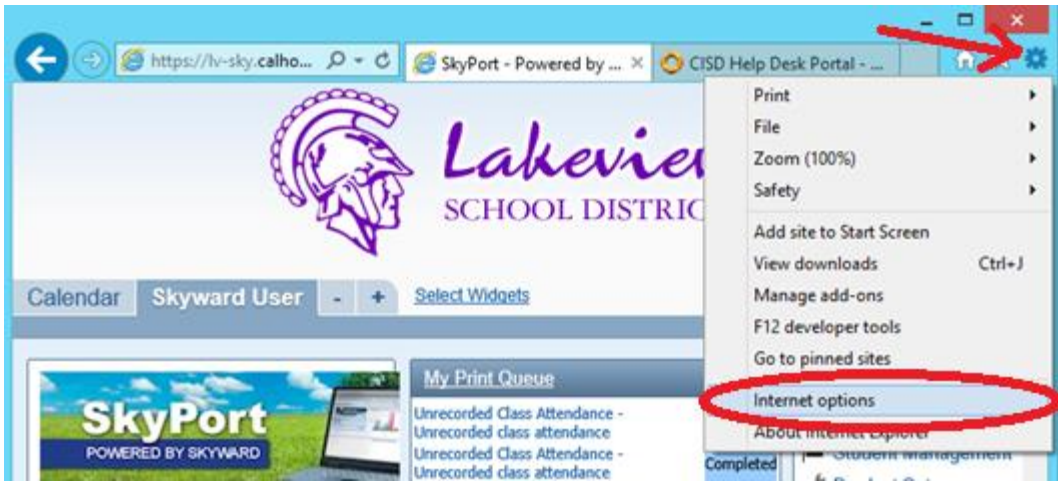 https://lv-sky.calho...
SkyPort - Powered by ...
CISD Help Desk Portal - ...
Print
File
Zoom (100%)
Safety
Add site to Start Screen
View downloads Ctrl+J
Manage add-ons
F12 developer tools
Go to pinned sites
Internet options
About Internet Explorer
Lakeview
SCHOOL DISTRIC
Calendar Skyward User - + Select Widgets
SkyPort
POWERED BY SKYWARD
My Print Queue
Unrecorded Class Attendance -
Unrecorded class attendance
Unrecorded Class Attendance -
Unrecorded class attendance
Completed
Student Management